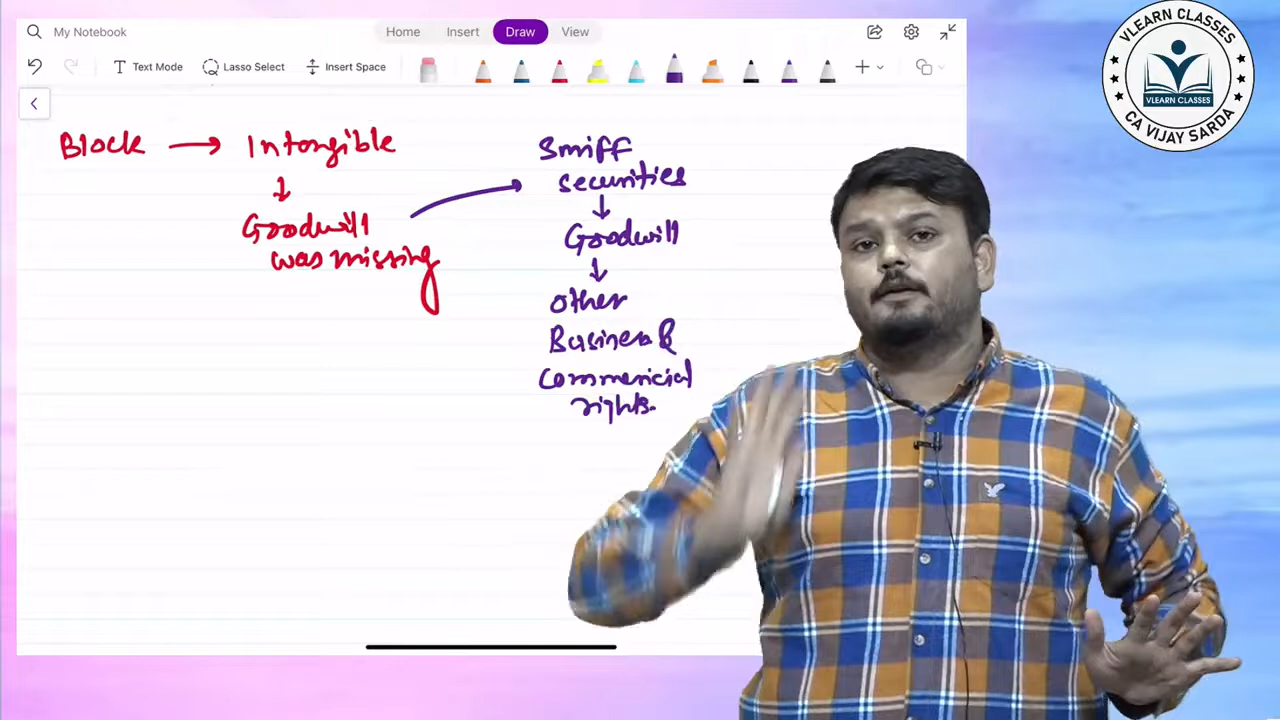 My Notebook
Home Insert Draw View
Text Mode Lasso Select Insert Space
Block → Intangible
↓
Goodwill
was missing
Smiff
securities
↓
Goodwill
↓
other
Business &
commericial
rights.
VLEARN CLASSES
VLEARN CLASSES
CA VIJAY SARDA